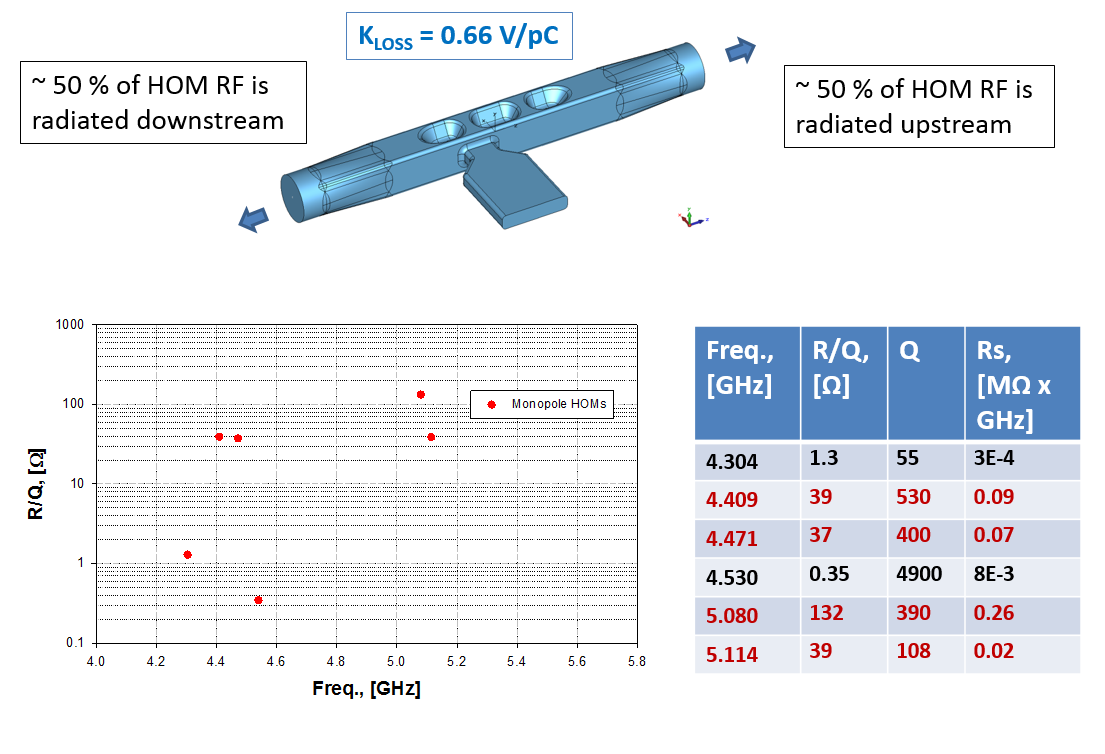 K_LOSS = 0.66 V/pC
~ 50 % of HOM RF is
radiated downstream
~ 50 % of HOM RF is
radiated upstream
1000
100
10
1
0.1
R/Q, [Ω]
Monopole HOMs
4.0 4.2 4.4 4.6 4.8 5.0 5.2 5.4 5.6 5.8
Freq., [GHz]
Freq., [GHz] R/Q, [Ω] Q Rs, [MΩ x GHz]
4.304 1.3 55 3E-4
4.409 39 530 0.09
4.471 37 400 0.07
4.530 0.35 4900 8E-3
5.080 132 390 0.26
5.114 39 108 0.02